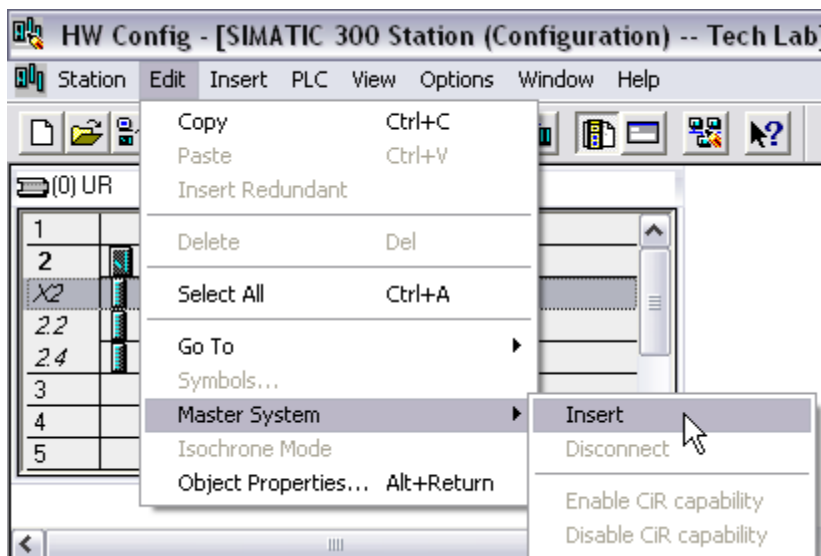 HW Config - [SIMATIC 300 Station (Configuration) -- Tech Lab]
Station Edit Insert PLC View Options Window Help
Copy Ctrl+C
Paste Ctrl+V
Insert Redundant
(0) UR
1
Delete Del
2
X2
Select All Ctrl+A
2.2
Go To
2.4
Symbols...
3
Master System
Insert
4
Isochrone Mode
Disconnect
5
Object Properties... Alt+Return
Enable CiR capability
Disable CiR capability